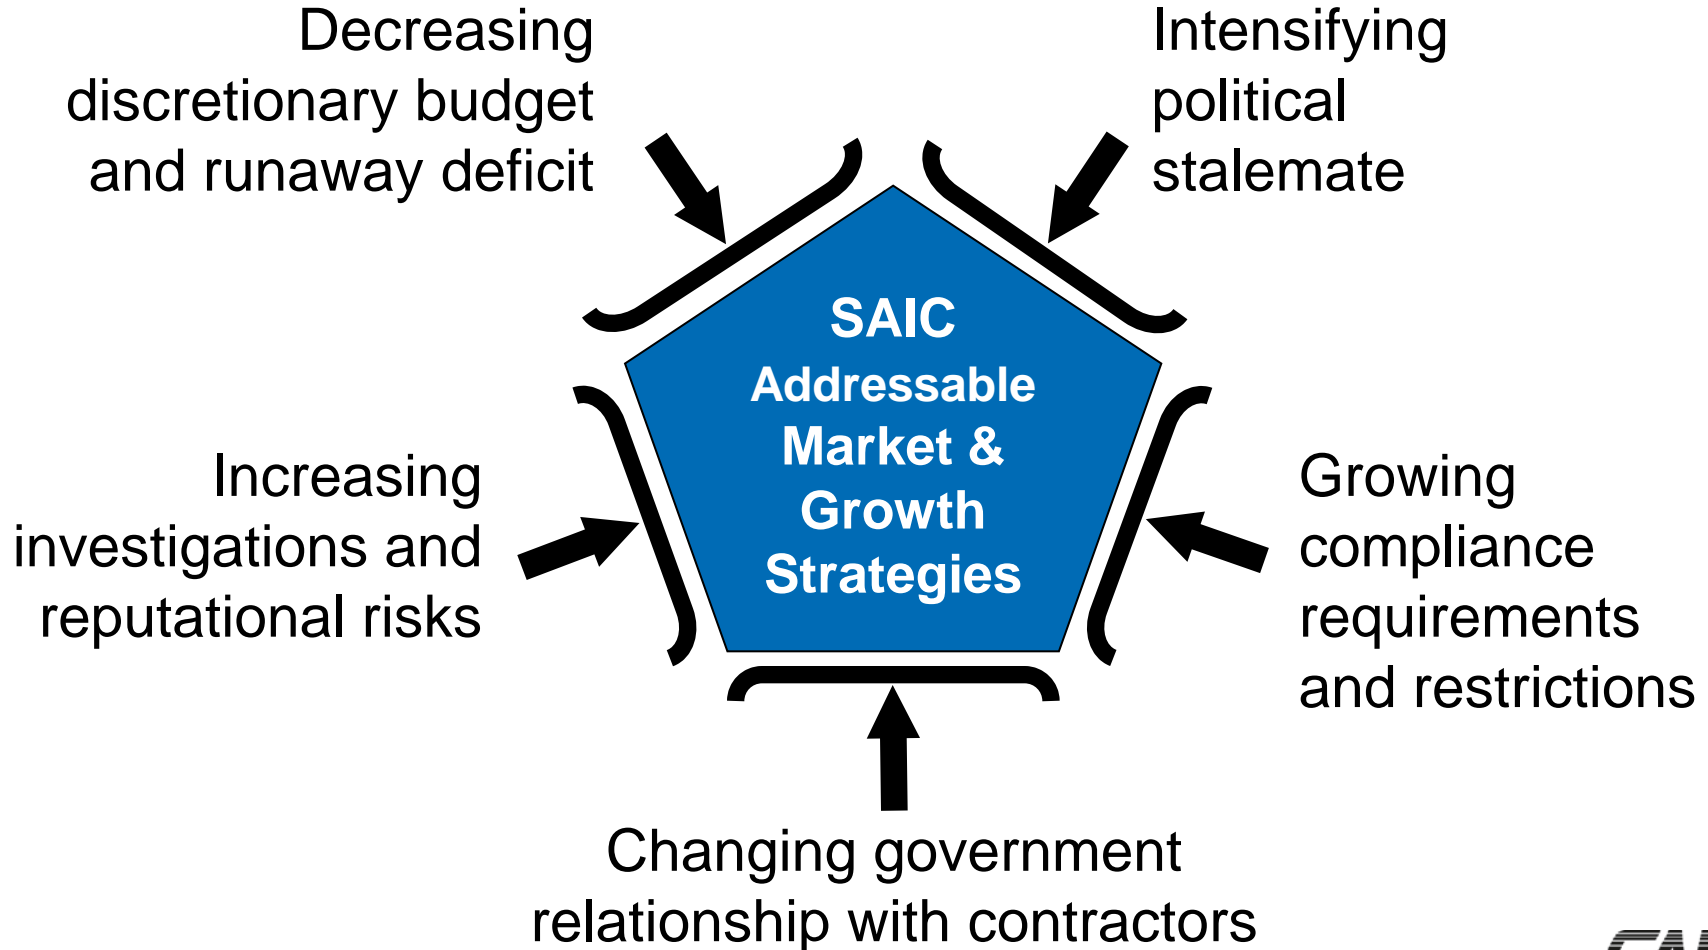 Decreasing
discretionary budget
and runaway deficit
Intensifying
political
stalemate
SAIC
Addressable
Market &
Growth
Strategies
Increasing
investigations and
reputational risks
Growing
compliance
requirements
and restrictions
Changing government
relationship with contractors